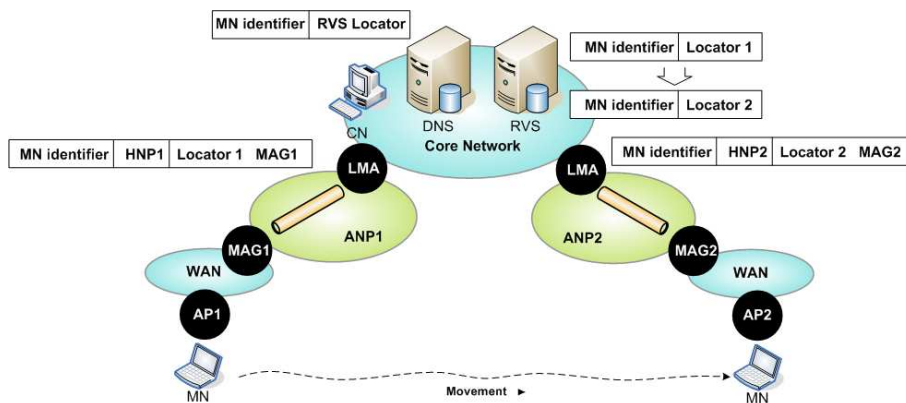 MN identifier RVS Locator
MN identifier Locator 1
MN identifier Locator 2
DNS RVS
CN
Core Network
MN identifier HNP1 Locator 1 MAG1
MN identifier HNP2 Locator 2 MAG2
LMA LMA
ANP1 ANP2
MAG1 MAG2
WAN WAN
AP1 AP2
MN MN
Movement